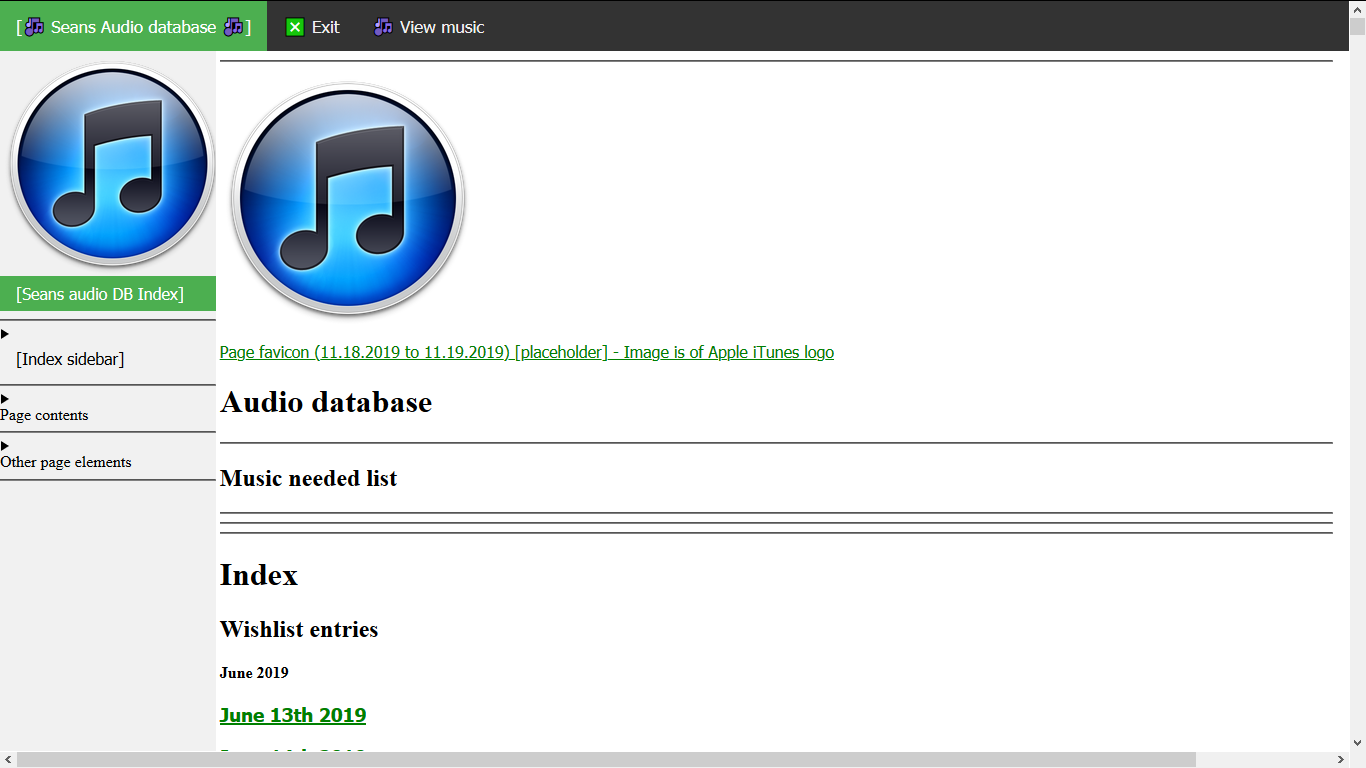 [ Seans Audio database ]
Exit
View music
[Seans audio DB Index]
[Index sidebar]
Page contents
Other page elements
Page favicon (11.18.2019 to 11.19.2019) [placeholder] - Image is of Apple iTunes logo
Audio database
Music needed list
Index
Wishlist entries
June 2019
June 13th 2019